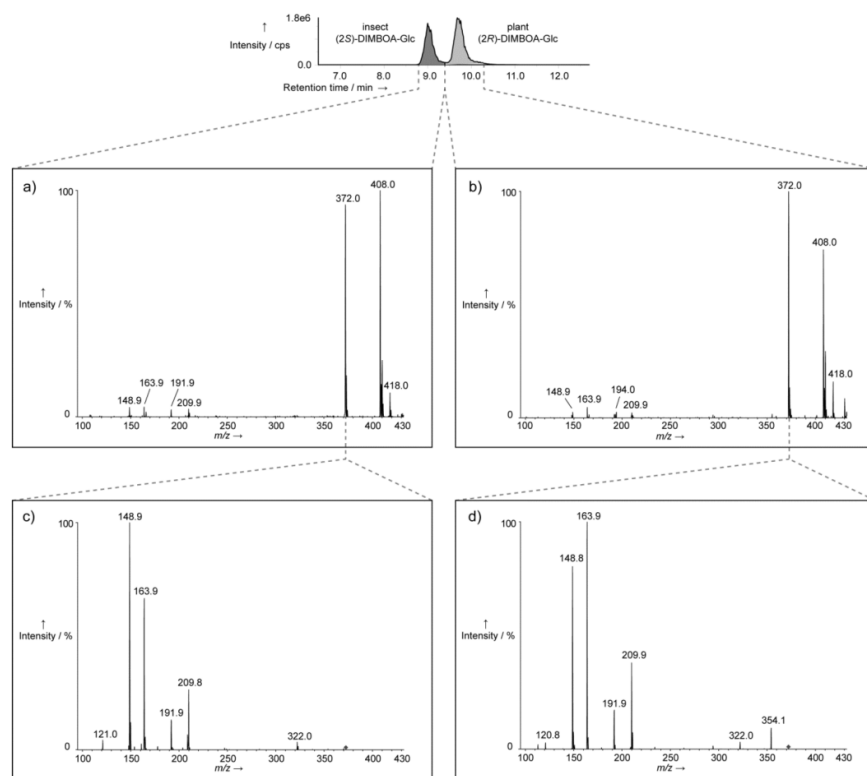 1.8e6
↑
Intensity / cps
0.0
insect
(2S)-DIMBOA-Glc
plant
(2R)-DIMBOA-Glc
7.0 8.0 9.0 10.0 11.0 12.0
Retention time / min →
a)
100
↑
Intensity / %
0
148.9
163.9
191.9
209.9
372.0
408.0
418.0
100 150 200 250 300 350 400 430
m/z →
b)
100
↑
Intensity / %
0
148.9
163.9
194.0
209.9
372.0
408.0
418.0
100 150 200 250 300 350 400 430
m/z →
c)
100
↑
Intensity / %
0
121.0
148.9
163.9
191.9
209.8
322.0
100 150 200 250 300 350 400 430
m/z →
d)
100
↑
Intensity / %
0
120.8
148.8
163.9
191.9
209.9
322.0
354.1
100 150 200 250 300 350 400 430
m/z →